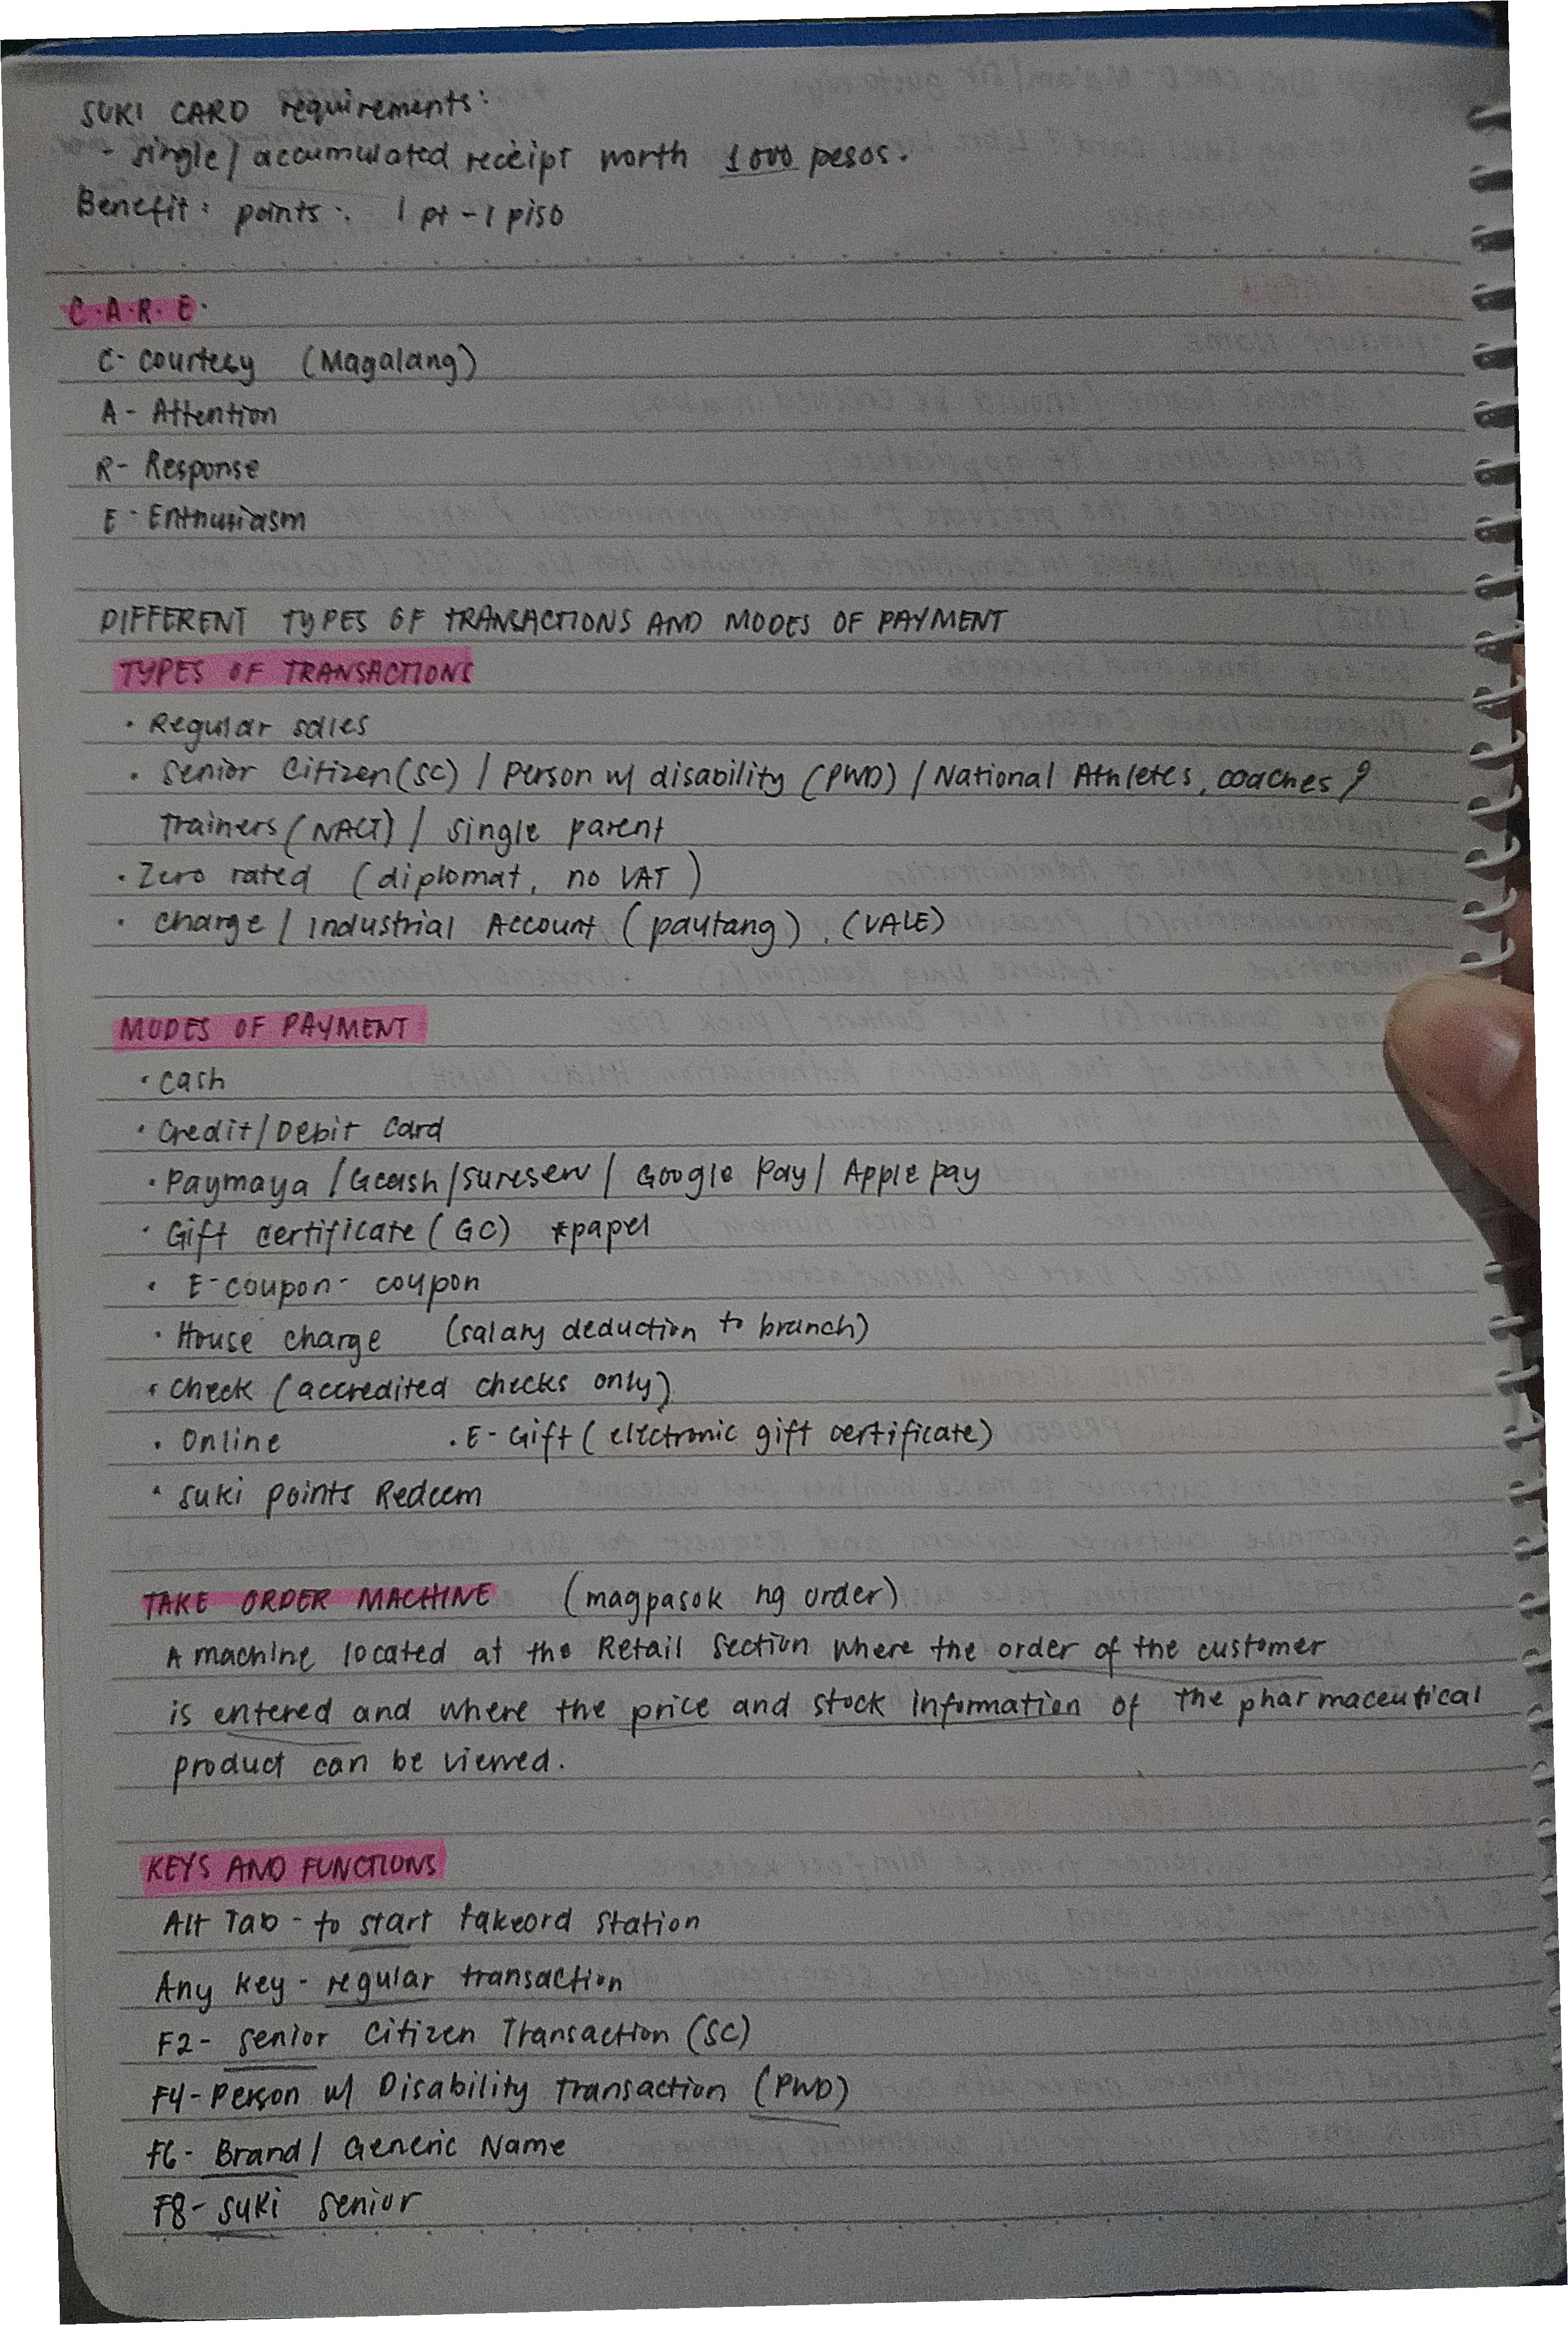 SUKI CARD requirements:
- single / accumulated receipt worth 1000 pesos.
Benefit: points: 1 pt - 1 piso
C.A.R.E.
C- Courtesy (Magalang)
A - Attention
R- Response
E - Enthusiasm
DIFFERENT TYPES OF TRANSACTIONS AND MODES OF PAYMENT
TYPES OF TRANSACTIONS
• Regular sales
• Senior Citizen (SC) / Person w/ disability (PWD) / National Athletes, coaches &
Trainers (NACT) / Single parent
• Zero rated (diplomat, no VAT)
• Charge / Industrial Account (pautang). (VALE)
MODES OF PAYMENT
• Cash
• Credit/Debit Card
• Paymaya / Gcash / Sureserv / Google Pay / Apple pay
• Gift certificate (GC) *papel
• E-coupon - coupon
• House charge (salary deduction to branch)
• Check (accredited checks only)
• Online • E-Gift (electronic gift certificate)
• Suki points Redeem
TAKE ORDER MACHINE (magpasok ng order)
A machine located at the Retail Section where the order of the customer
is entered and where the price and stock information of the pharmaceutical
product can be viewed.
KEYS AND FUNCTIONS
Alt Tab - to start takeord station
Any key - regular transaction
F2- Senior Citizen Transaction (SC)
F4- Person w/ Disability Transaction (PWD)
F6- Brand / Generic Name
F8- Suki Senior